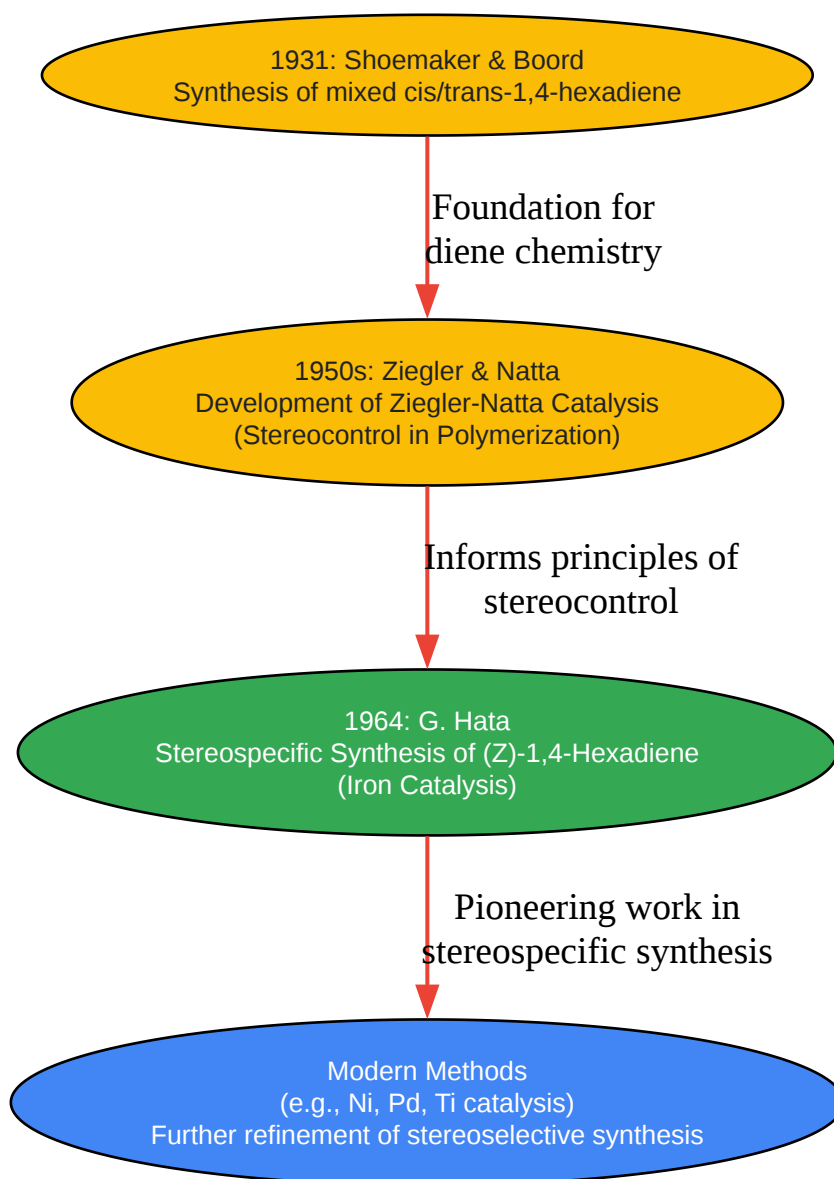 1931: Shoemaker & Boord
Synthesis of mixed cis/trans-1,4-hexadiene
Foundation for
diene chemistry
1950s: Ziegler & Natta
Development of Ziegler-Natta Catalysis
(Stereocontrol in Polymerization)
Informs principles of
stereocontrol
1964: G. Hata
Stereospecific Synthesis of (Z)-1,4-Hexadiene
(Iron Catalysis)
Pioneering work in
stereospecific synthesis
Modern Methods
(e.g., Ni, Pd, Ti catalysis)
Further refinement of stereoselective synthesis